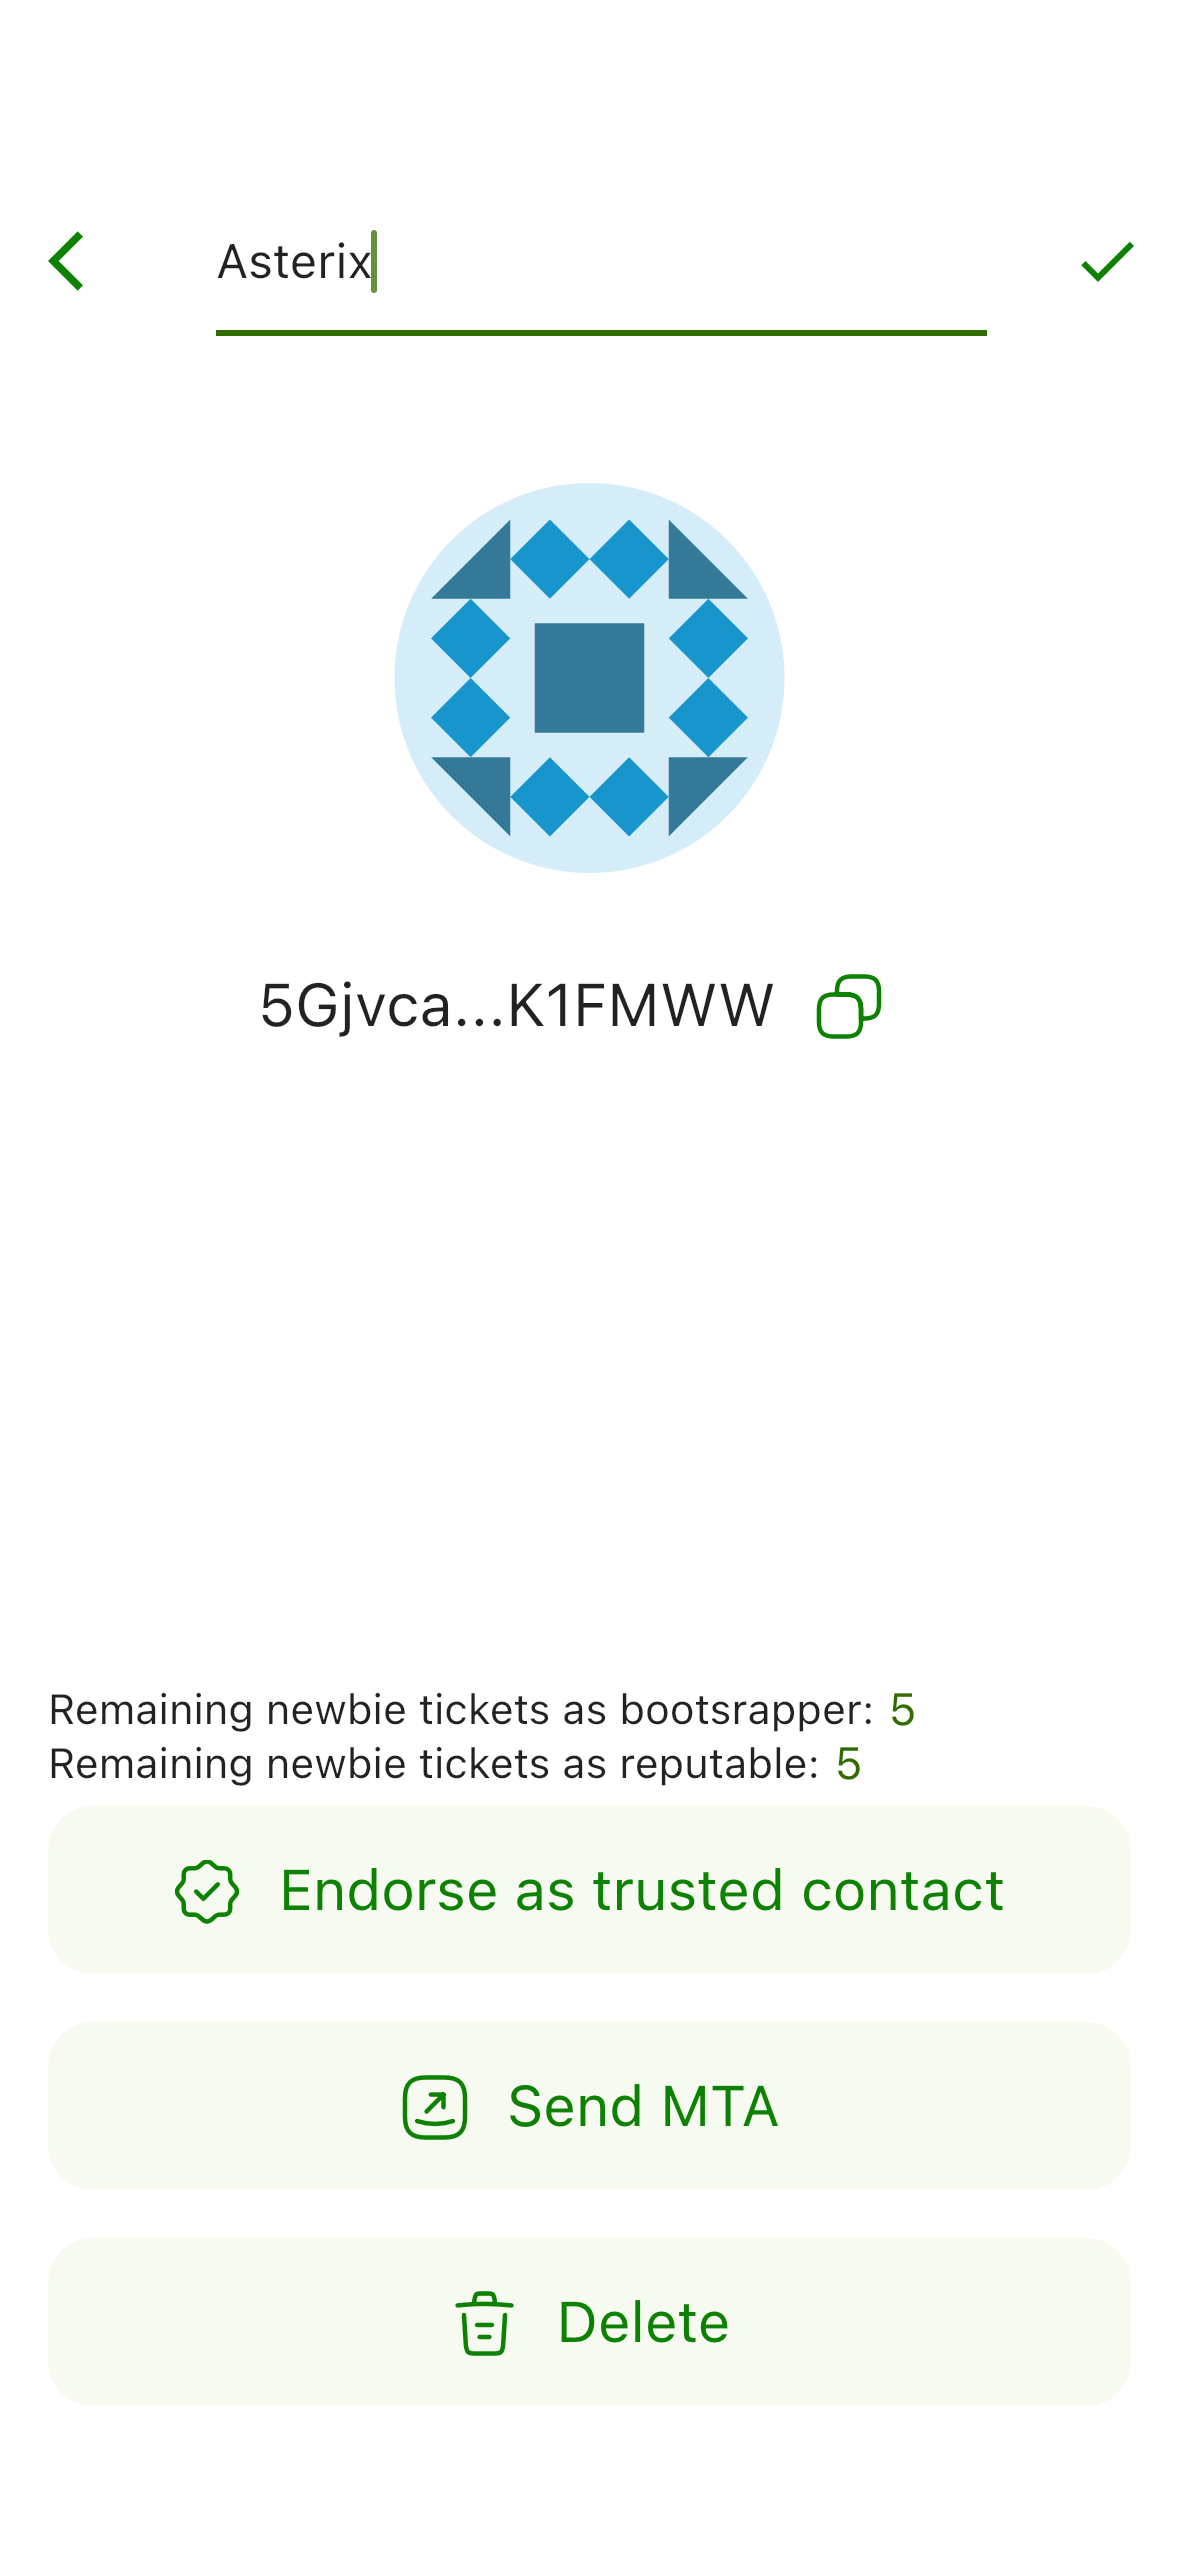 Asterix
5Gjvca...K1FMWW
Remaining newbie tickets as bootsrapper: 5
Remaining newbie tickets as reputable: 5
Endorse as trusted contact
Send MTA
Delete